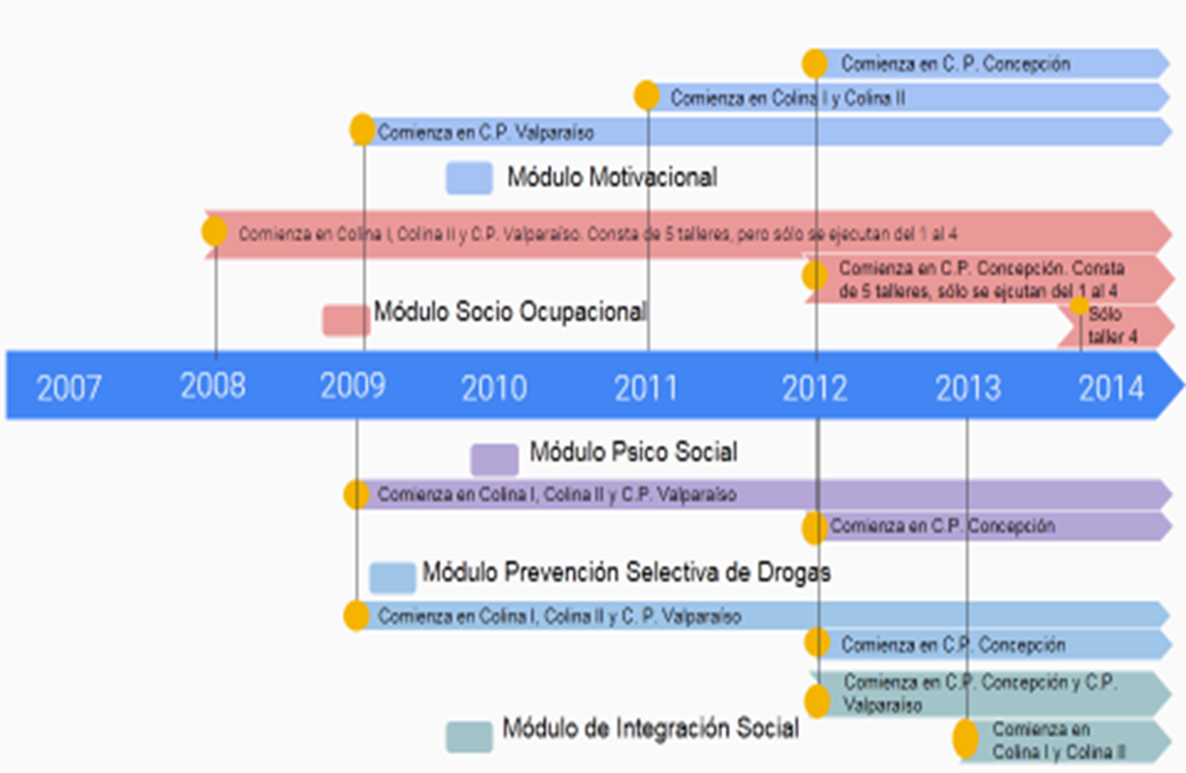 Comienza en C. P. Concepción
Comienza en Colina I y Colina II
Comienza en C.P. Valparaíso
Módulo Motivacional
Comienza en Colina I, Colina II y C.P. Valparaíso. Consta de 5 talleres, pero sólo se ejecutan del 1 al 4
Comienza en C.P. Concepción. Consta
de 5 talleres, sólo se ejcutan del 1 al 4
Módulo Socio Ocupacional
Sólo
taller 4
2007 2008 2009 2010 2011 2012 2013 2014
Módulo Psico Social
Comienza en Colina I, Colina II y C.P. Valparaíso
Comienza en C.P. Concepción
Módulo Prevención Selectiva de Drogas
Comienza en Colina I, Colina II y C. P. Valparaíso
Comienza en C.P. Concepción
Comienza en C.P. Concepción y C.P.
Valparaíso
Módulo de Integración Social
Comienza en
Colina I y Colina II